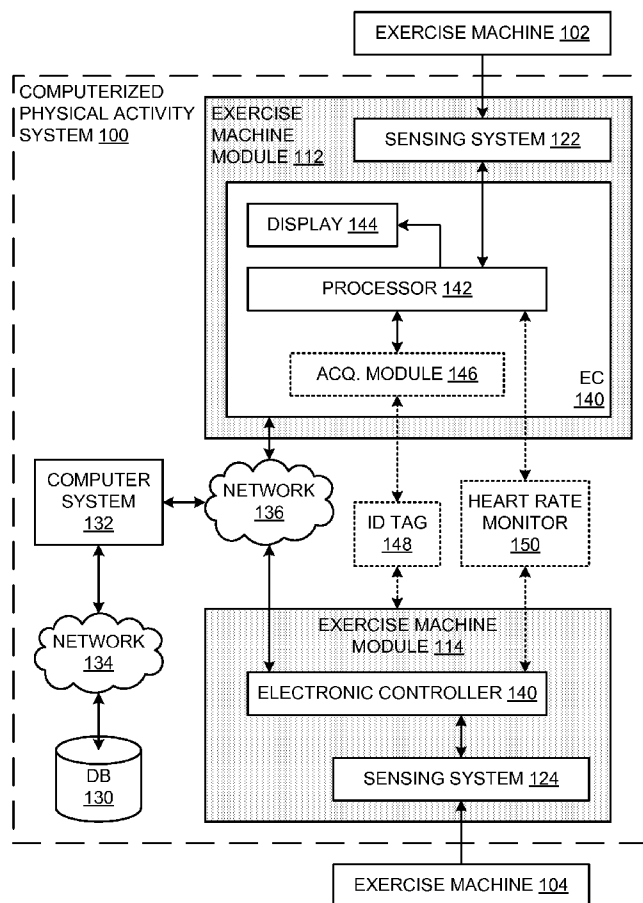 EXERCISE MACHINE 102
COMPUTERIZED
PHYSICAL ACTIVITY
SYSTEM 100
EXERCISE
MACHINE
MODULE 112
SENSING SYSTEM 122
DISPLAY 144
PROCESSOR 142
ACQ. MODULE 146
EC
140
COMPUTER
SYSTEM
132
NETWORK
136
ID TAG
148
HEART RATE
MONITOR
150
NETWORK
134
EXERCISE MACHINE
MODULE 114
ELECTRONIC CONTROLLER 140
DB
130
SENSING SYSTEM 124
EXERCISE MACHINE 104